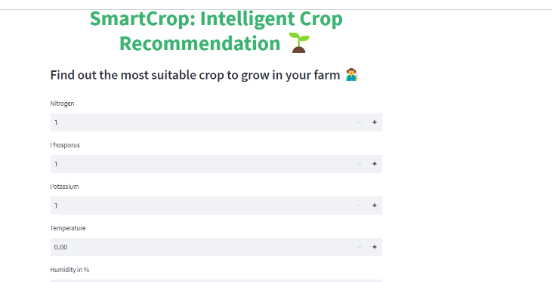 SmartCrop: Intelligent Crop
Recommendation 🌱
Find out the most suitable crop to grow in your farm 🧑‍🌾
Nitrogen
1 − +
Phosporus
1 − +
Potassium
1 − +
Temperature
0.00 − +
Humidity in %